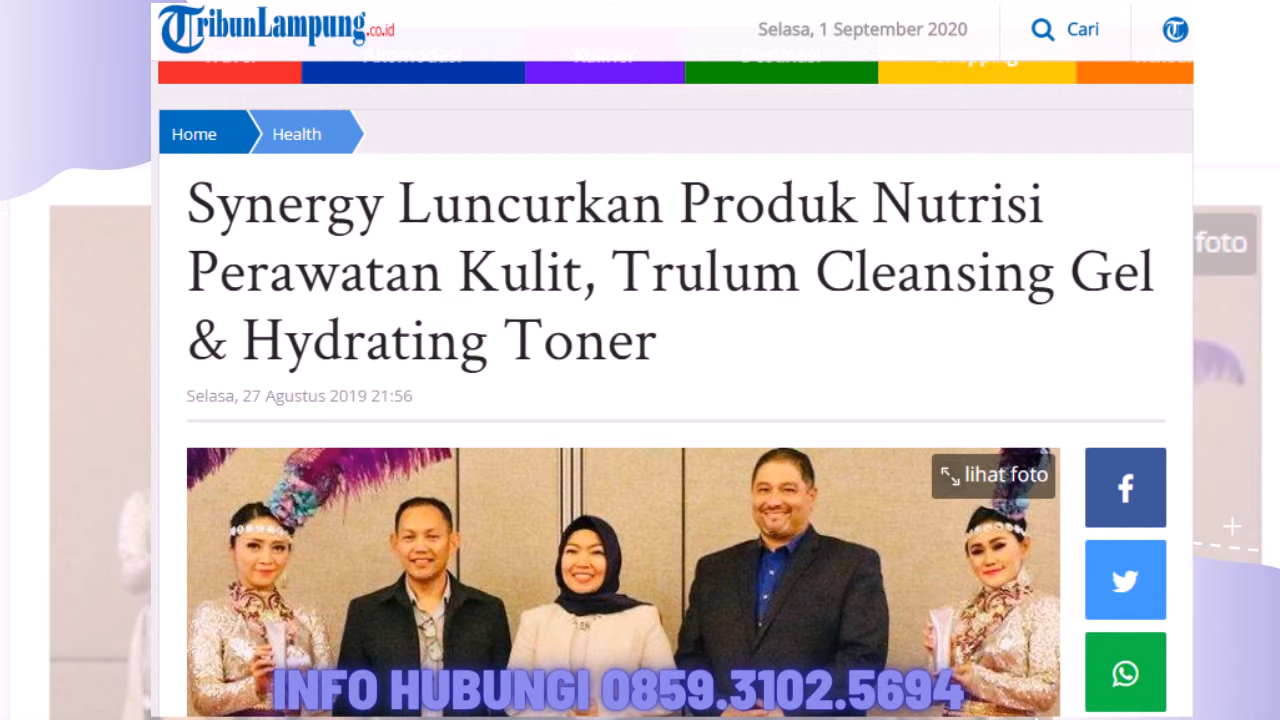 TribunLampung.co.id
Selasa, 1 September 2020
Cari
Home
Health
Synergy Luncurkan Produk Nutrisi
Perawatan Kulit, Trulum Cleansing Gel
& Hydrating Toner
Selasa, 27 Agustus 2019 21:56
foto
lihat foto
INFO HUBUNGI 0859.3102.5694